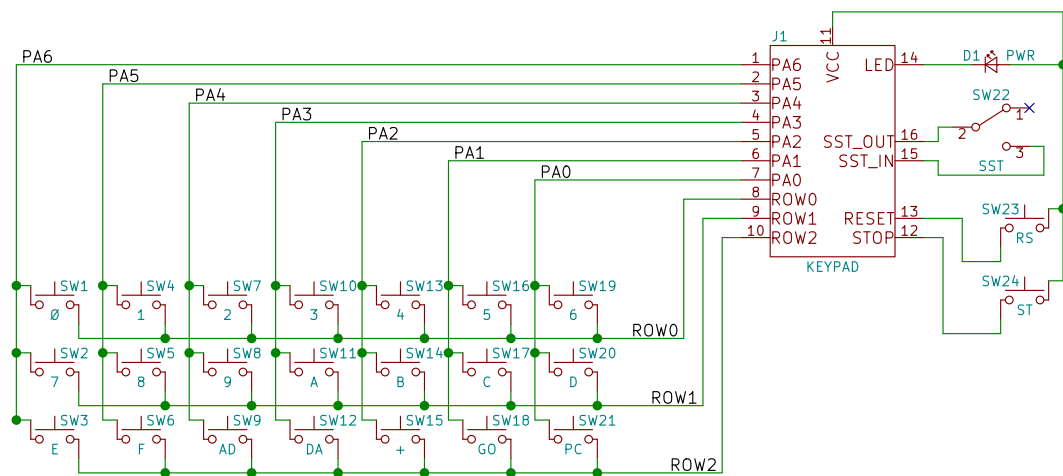 11
J1
PA6
1 PA6 LED 14 D1 PWR
PA5
2 PA5 VCC
PA4
3 PA4 SW22
PA3
4 PA3 1
PA2
5 PA2 SST_OUT 16 2
PA1
6 PA1 SST_IN 15 3
SST
PA0
7 PA0
8 ROW0
9 ROW1 RESET 13 SW23
10 ROW2 STOP 12 RS
KEYPAD
SW1 SW4 SW7 SW10 SW13 SW16 SW19 SW24
0 1 2 3 4 5 6 ST
ROW0
SW2 SW5 SW8 SW11 SW14 SW17 SW20
7 8 9 A B C D
ROW1
SW3 SW6 SW9 SW12 SW15 SW18 SW21
E F AD DA + GO PC
ROW2